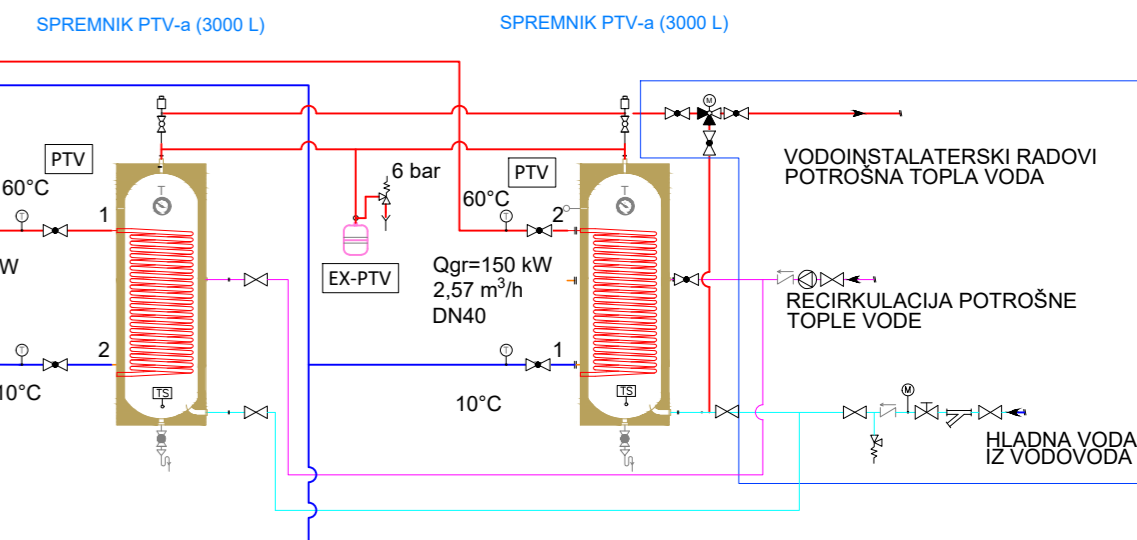 SPREMNIK PTV-a (3000 L)
SPREMNIK PTV-a (3000 L)
M
PTV
6 bar
PTV
VODOINSTALATERSKI RADOVI
POTROŠNA TOPLA VODA
60°C
T
60°C
T
T
1
T
T
2
W
EX-PTV
Qgr=150 kW
2,57 m³/h
DN40
RECIRKULACIJA POTROŠNE
TOPLE VODE
T
2
T
1
10°C
TS
10°C
TS
M
HLADNA VODA
IZ VODOVODA